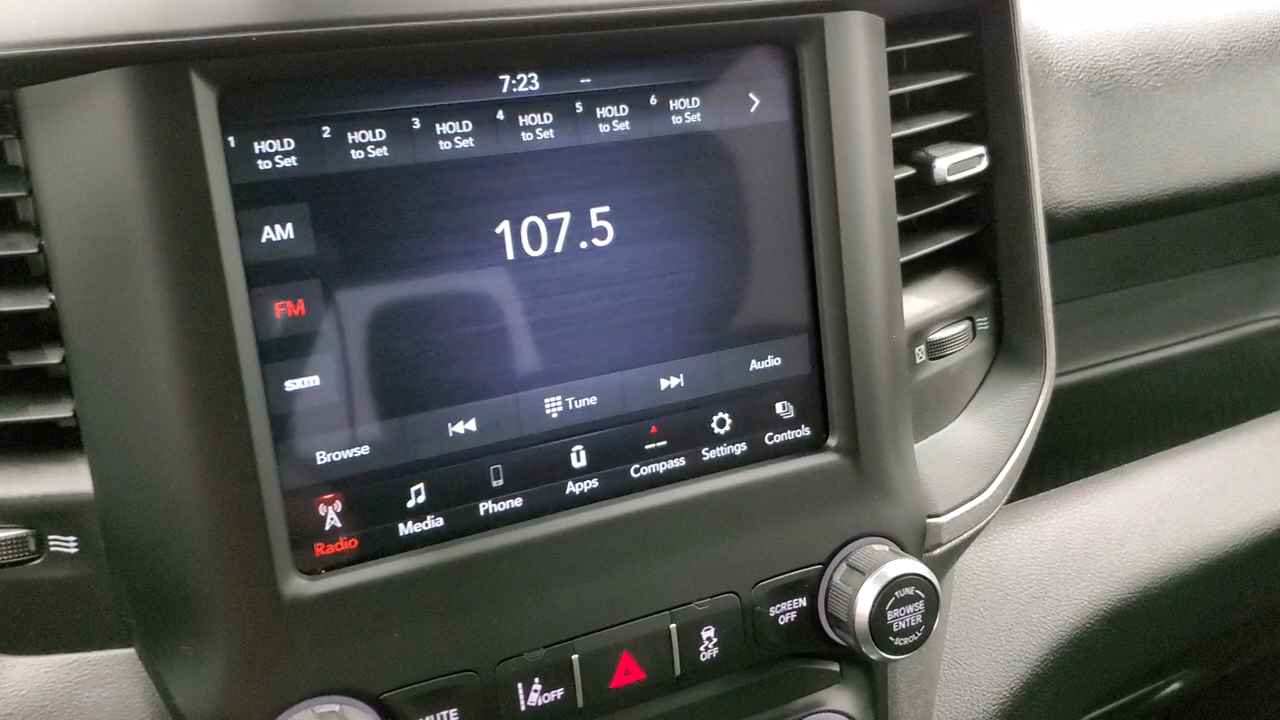 7:23 --
1 HOLD to Set
2 HOLD to Set
3 HOLD to Set
4 HOLD to Set
5 HOLD to Set
6 HOLD to Set
AM
107.5
FM
sxm
Browse
Tune
Audio
Radio
Media
Phone
Apps
Compass
Settings
Controls
MUTE
OFF
OFF
SCREEN
OFF
TUNE
BROWSE
ENTER
SCROLL